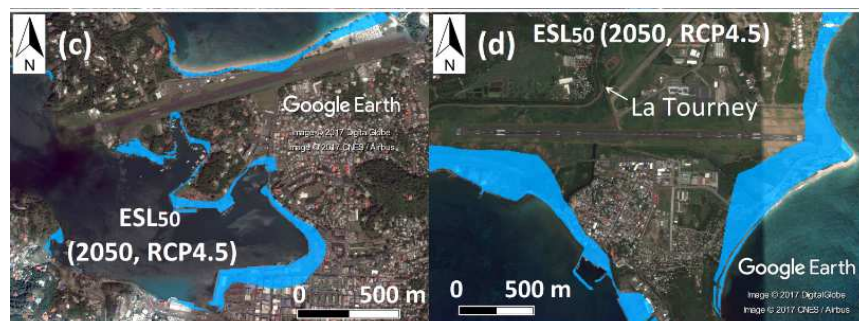 N
(c)
Google Earth
Image © 2017 DigitalGlobe
Image © 2017 CNES / Airbus
ESL50
(2050, RCP4.5)
0 500 m
N
(d)
ESL50 (2050, RCP4.5)
La Tourney
Google Earth
0 500 m
Image © 2017 DigitalGlobe
Image © 2017 CNES / Airbus